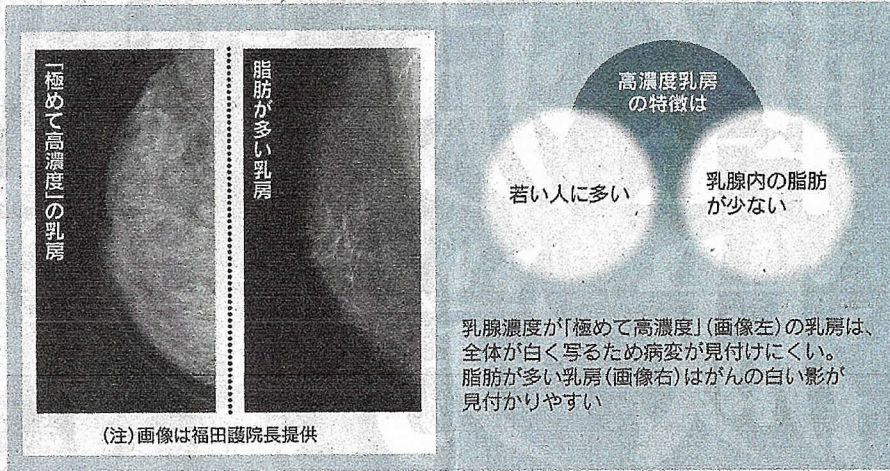 「極めて高濃度」の乳房
脂肪が多い乳房
(注)画像は福田護院長提供
高濃度乳房
の特徴は
若い人に多い
乳腺内の脂肪
が少ない
乳腺濃度が「極めて高濃度」(画像左)の乳房は、
全体が白く写るため病変が見付けにくい。
脂肪が多い乳房(画像右)はがんの白い影が
見付かりやすい